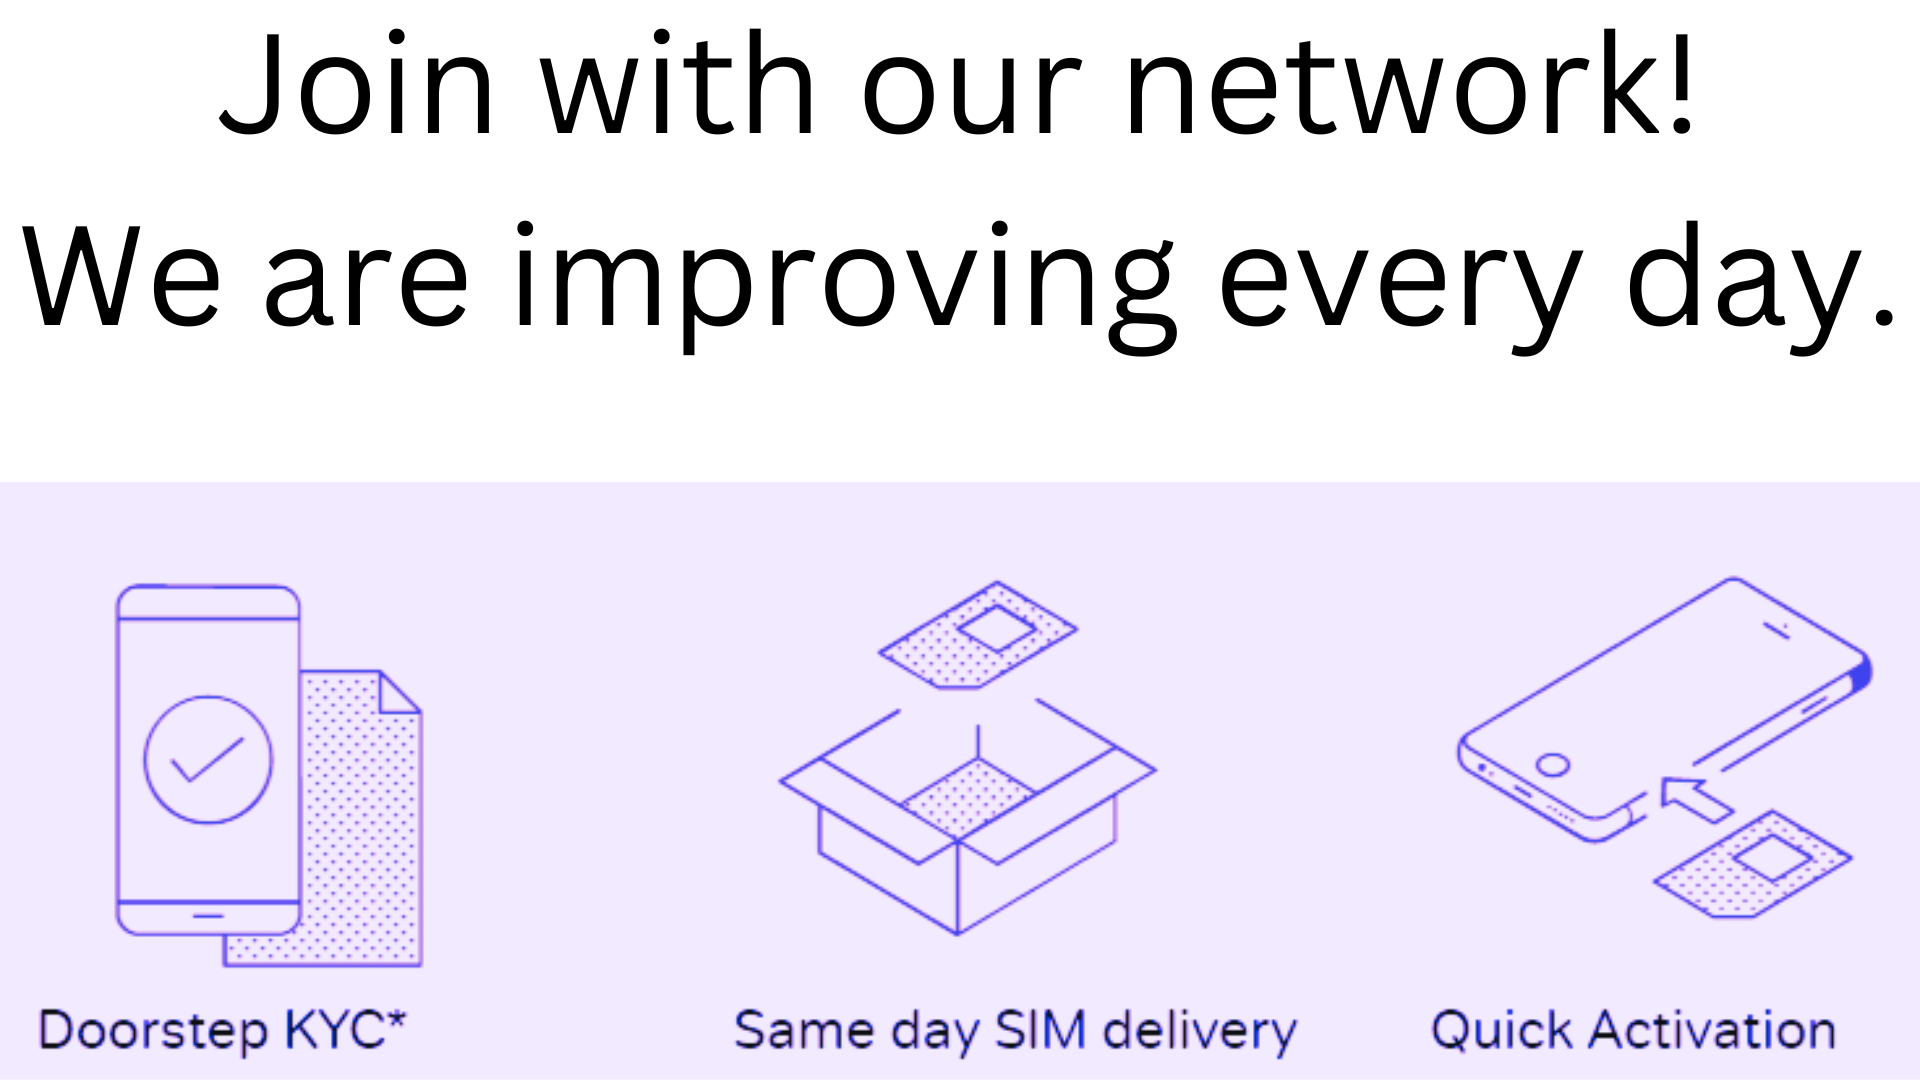 Join with our network!
We are improving every day.
Doorstep KYC*
Same day SIM delivery
Quick Activation